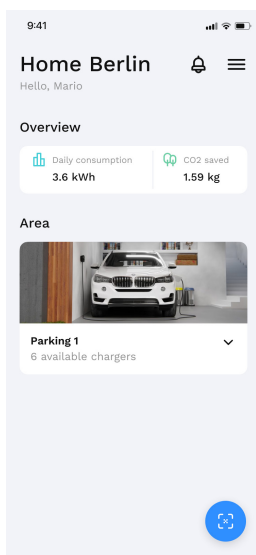 9:41
Home Berlin
Hello, Mario
Overview
Daily consumption
3.6 kWh
CO2 saved
1.59 kg
Area
Parking 1
6 available chargers